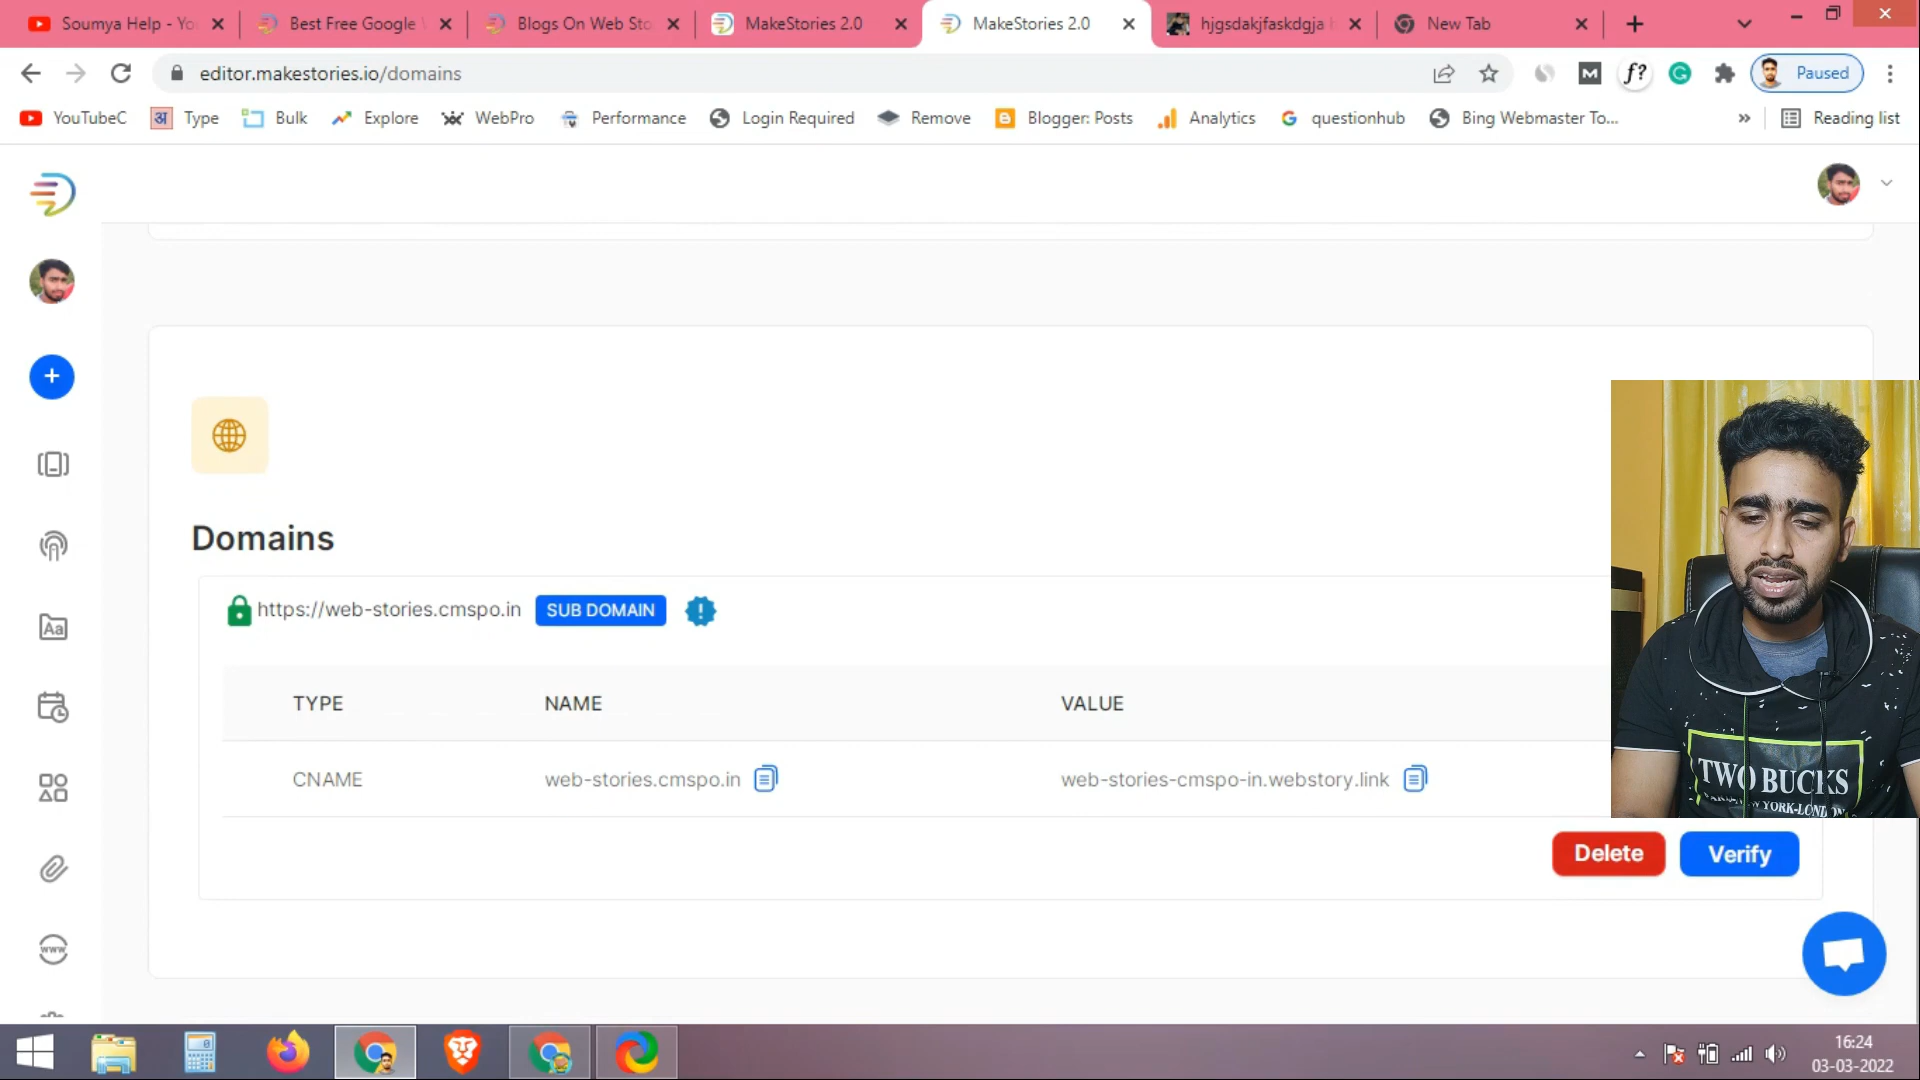 Soumya Help - Yo
Best Free Google
Blogs On Web Sto
MakeStories 2.0
MakeStories 2.0
hjgsdakjfaskdgja
New Tab
editor.makestories.io/domains
Paused
YouTubeC
अ Type
Bulk
Explore
WebPro
Performance
Login Required
Remove
Blogger: Posts
Analytics
questionhub
Bing Webmaster To...
Reading list
Domains
https://web-stories.cmspo.in SUB DOMAIN
TYPE NAME VALUE
CNAME web-stories.cmspo.in web-stories-cmspo-in.webstory.link
Delete Verify
TWO BUCKS
YORK-LONDON
16:24
03-03-2022